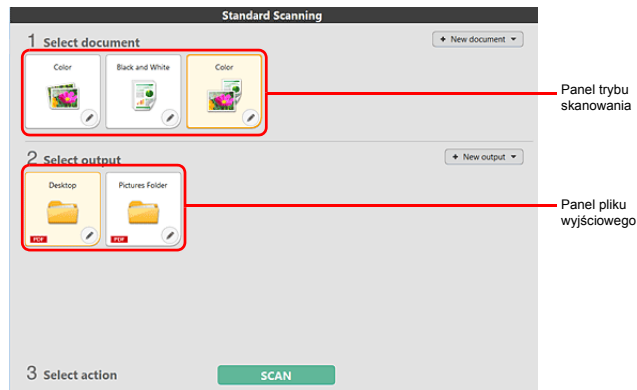 Standard Scanning
1 Select document
+ New document
Color
Black and White
Color
Panel trybu
skanowania
2 Select output
+ New output
Desktop
Pictures Folder
PDF
PDF
Panel pliku
wyjściowego
3 Select action
SCAN